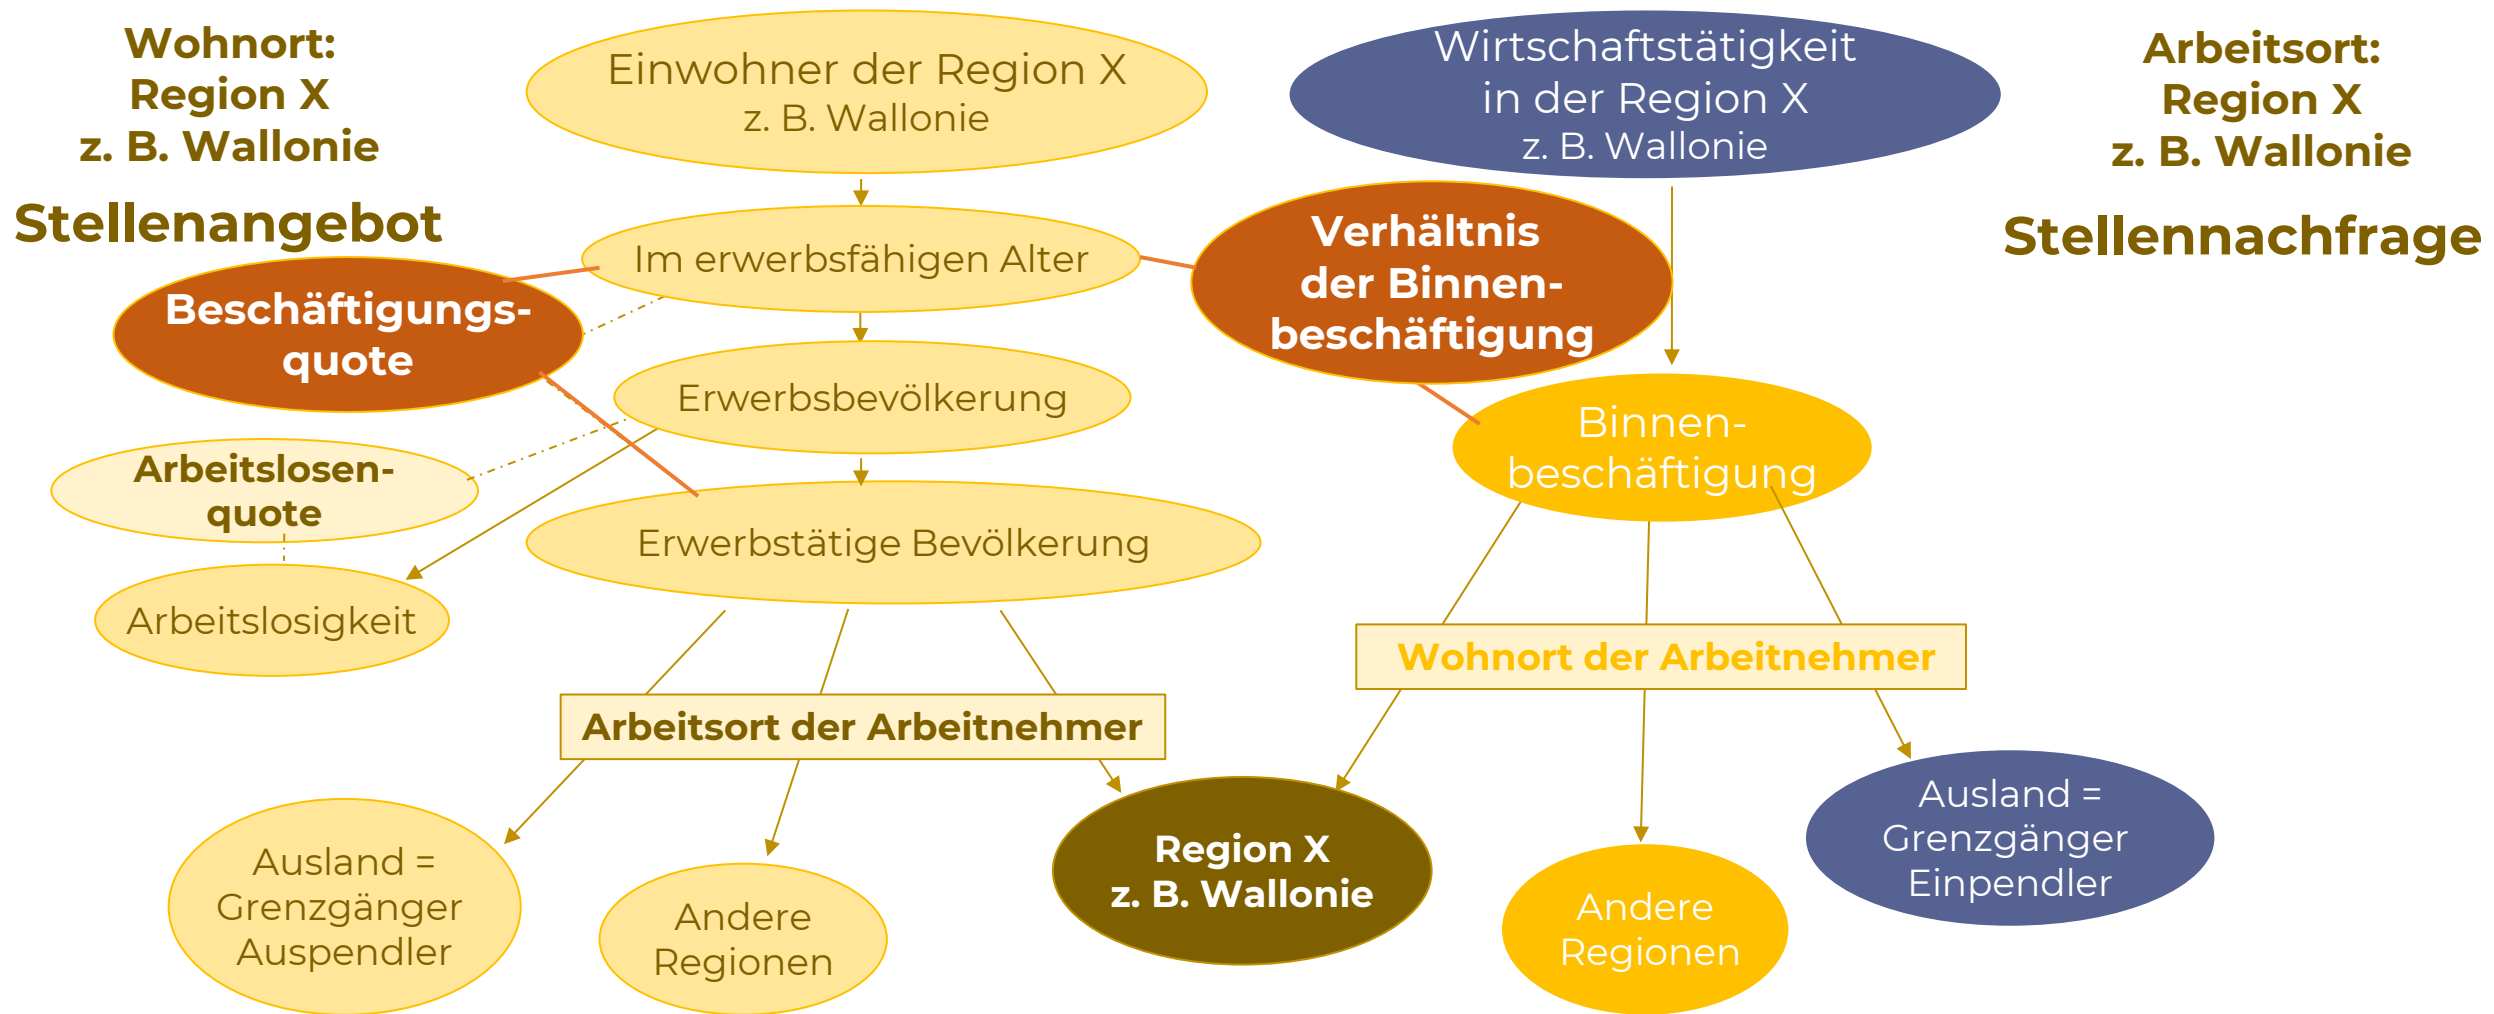 Wohnort:
Region X
z. B. Wallonie
Stellenangebot
Einwohner der Region X
z. B. Wallonie
Wirtschaftstätigkeit
in der Region X
z. B. Wallonie
Arbeitsort:
Region X
z. B. Wallonie
Stellennachfrage
Im erwerbsfähigen Alter
Verhältnis
der Binnen-
beschäftigung
Beschäftigungs-
quote
Erwerbsbevölkerung
Binnen-
beschäftigung
Arbeitslosen-
quote
Erwerbstätige Bevölkerung
Arbeitslosigkeit
Wohnort der Arbeitnehmer
Arbeitsort der Arbeitnehmer
Ausland =
Grenzgänger
Auspendler
Andere
Regionen
Region X
z. B. Wallonie
Andere
Regionen
Ausland =
Grenzgänger
Einpendler